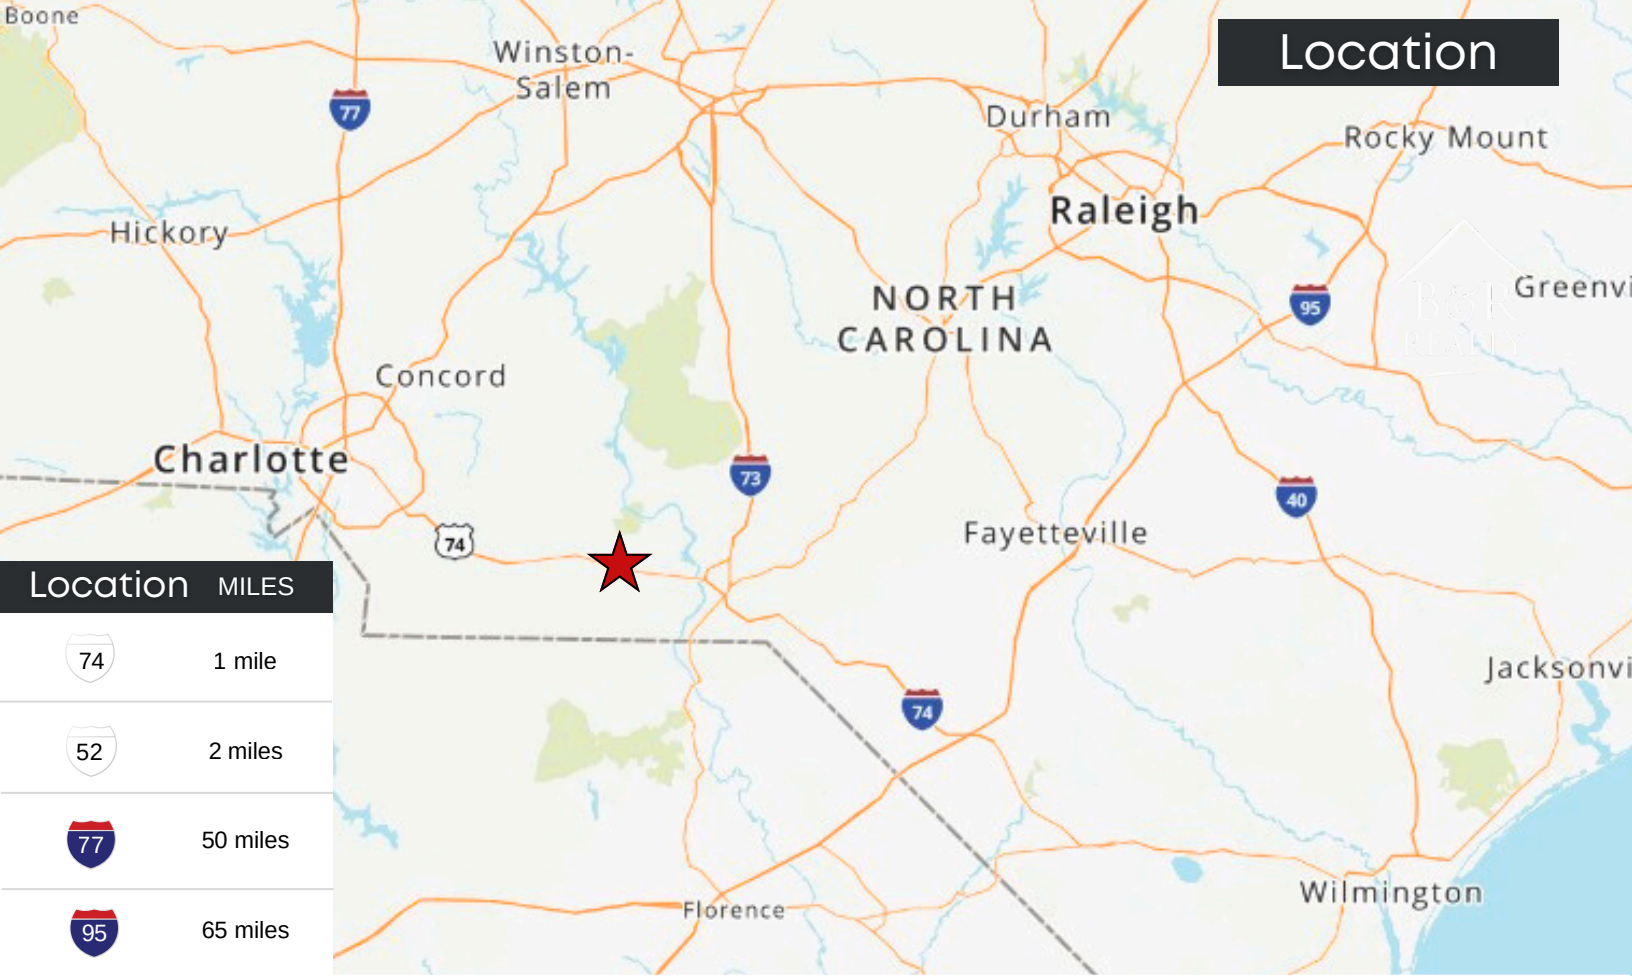 Boone
Winston-
Salem
Location
77
Durham
Rocky Mount
Hickory
Raleigh
NORTH
CAROLINA
95
Greenvi
B&R
REALTY
Concord
Charlotte
73
40
74
Fayetteville
Location MILES
74 1 mile
52 2 miles
77 50 miles
95 65 miles
Jacksonvi
74
Florence
Wilmington